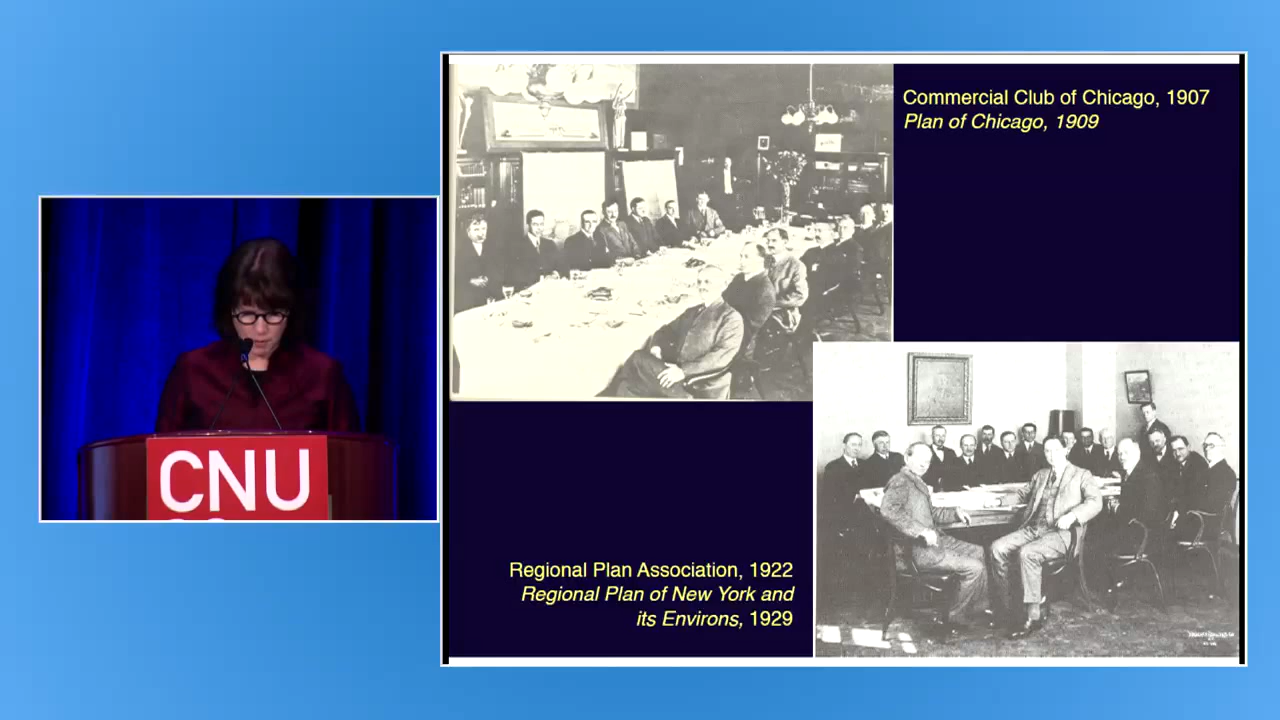 Commercial Club of Chicago, 1907
Plan of Chicago, 1909
CNU
Regional Plan Association, 1922
Regional Plan of New York and
its Environs, 1929